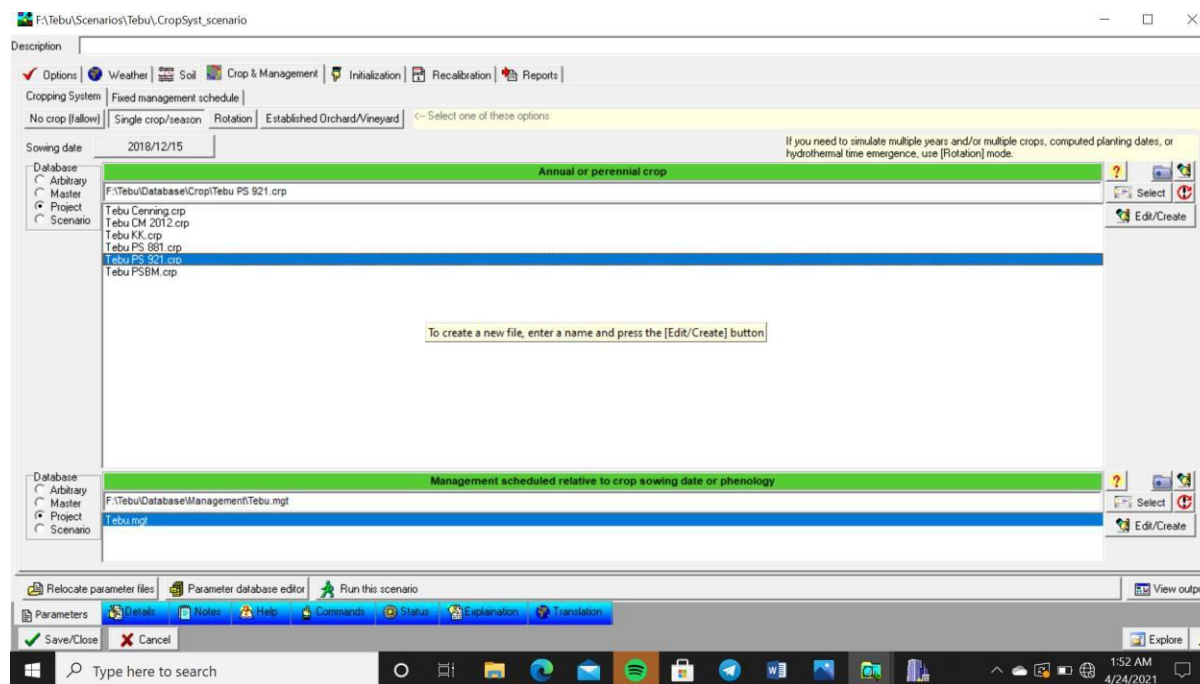 F:\Tebu\Scenarios\Tebu\.CropSyst_scenario
Description
Options Weather Soil Crop & Management Initialization Recalibration Reports
Cropping System Fixed management schedule
No crop (fallow) Single crop/season Rotation Established Orchard/Vineyard <-- Select one of these options
Sowing date 2018/12/15
If you need to simulate multiple years and/or multiple crops, computed planting dates, or
hydrothermal time emergence, use [Rotation] mode.
Database
Arbitrary
Master
Project
Scenario
Annual or perennial crop
F:\Tebu\Database\Crop\Tebu PS 921.crp
Tebu Cenning.crp
Tebu CM 2012.crp
Tebu KK.crp
Tebu PS 881.crp
Tebu PS 921.crp
Tebu PSBM.crp
?
Select
Edit/Create
To create a new file, enter a name and press the [Edit/Create] button
Database
Arbitrary
Master
Project
Scenario
Management scheduled relative to crop sowing date or phenology
F:\Tebu\Database\Management\Tebu.mgt
Tebu.mgt
?
Select
Edit/Create
Relocate parameter files Parameter database editor Run this scenario View outpu
Parameters Details Notes Help Commands Status Explaination Translation
Save/Close Cancel Explore
Type here to search
1:52 AM
4/24/2021